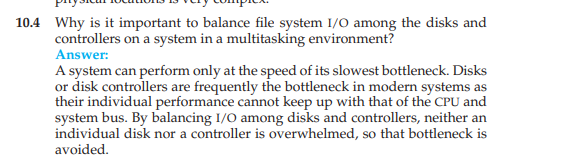 10.4 Why is it important to balance file system I/O among the disks and
controllers on a system in a multitasking environment?
Answer:
A system can perform only at the speed of its slowest bottleneck. Disks
or disk controllers are frequently the bottleneck in modern systems as
their individual performance cannot keep up with that of the CPU and
system bus. By balancing I/O among disks and controllers, neither an
individual disk nor a controller is overwhelmed, so that bottleneck is
avoided.